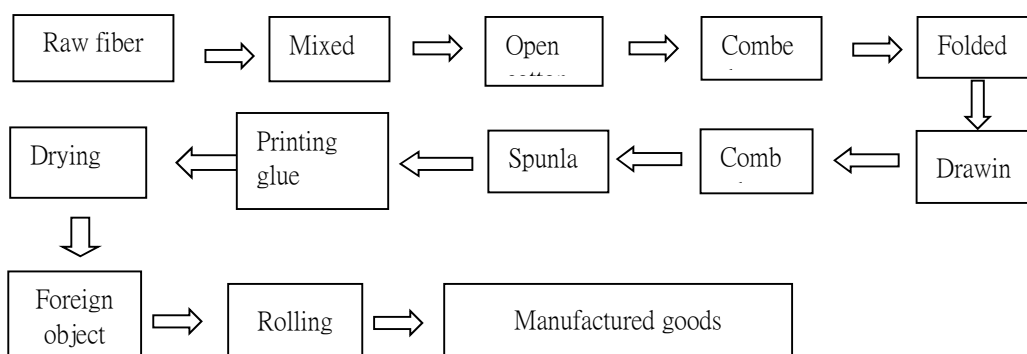 Raw fiber
Mixed
Open
Combe
Folded
Drawin
Comb
Spunla
Printing
glue
Drying
Foreign
object
Rolling
Manufactured goods